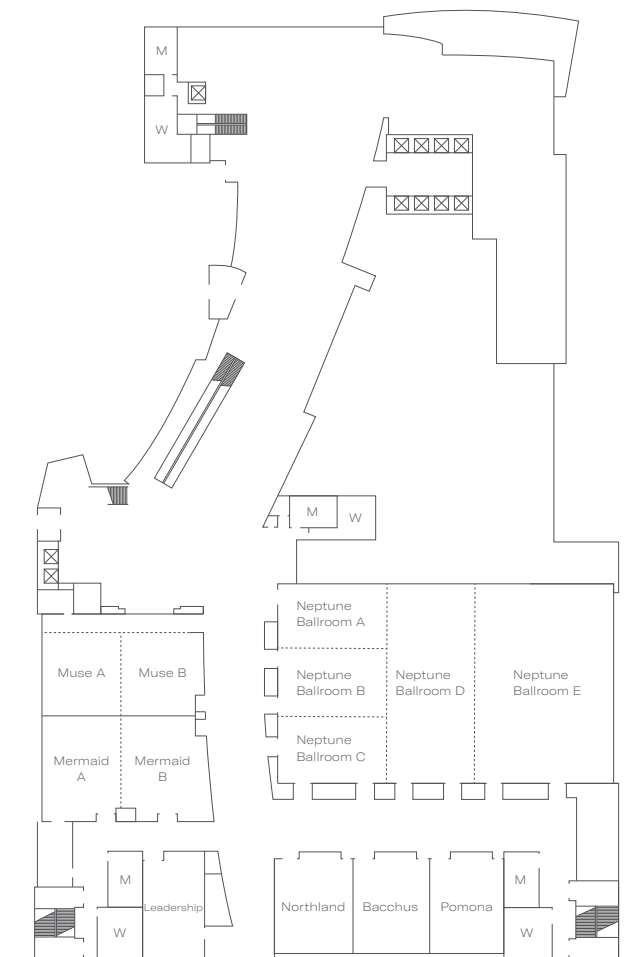 M
W
M
W
Neptune
Ballroom A
Muse A
Muse B
Neptune
Ballroom B
Neptune
Ballroom D
Neptune
Ballroom E
Neptune
Ballroom C
Mermaid
A
Mermaid
B
M
Leadership
W
Northland
Bacchus
Pomona
M
W